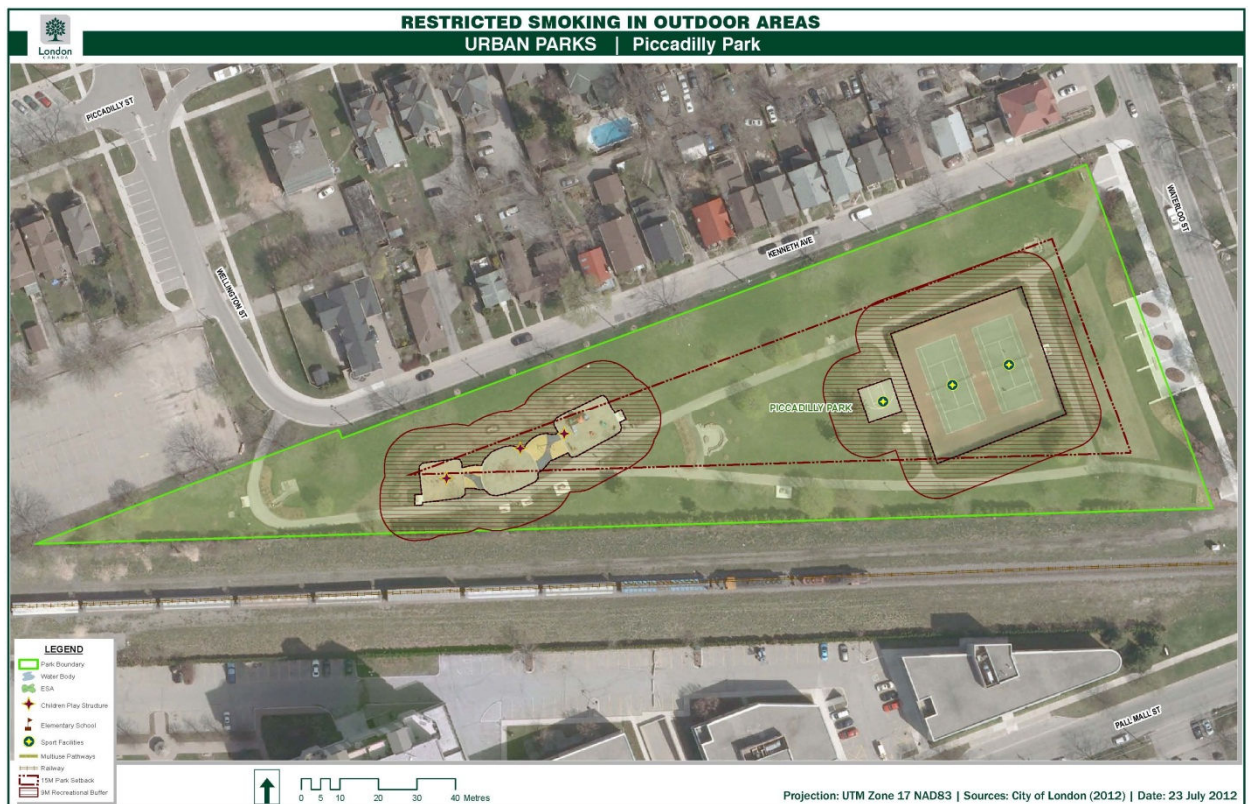 RESTRICTED SMOKING IN OUTDOOR AREAS
London
CANADA
URBAN PARKS | Piccadilly Park
PICCADILLY ST
WATERLOO ST
KENNETH AVE
WELLINGTON ST
PICCADILLY PARK
LEGEND
Park Boundary
Water Body
ESA
Children Play Structure
Elementary School
Sport Facilities
Multiuse Pathways
Railway
15M Park Setback
9M Recreational Buffer
PALL MALL ST
0 5 10 20 30 40 Metres
Projection: UTM Zone 17 NAD83 | Sources: City of London (2012) | Date: 23 July 2012